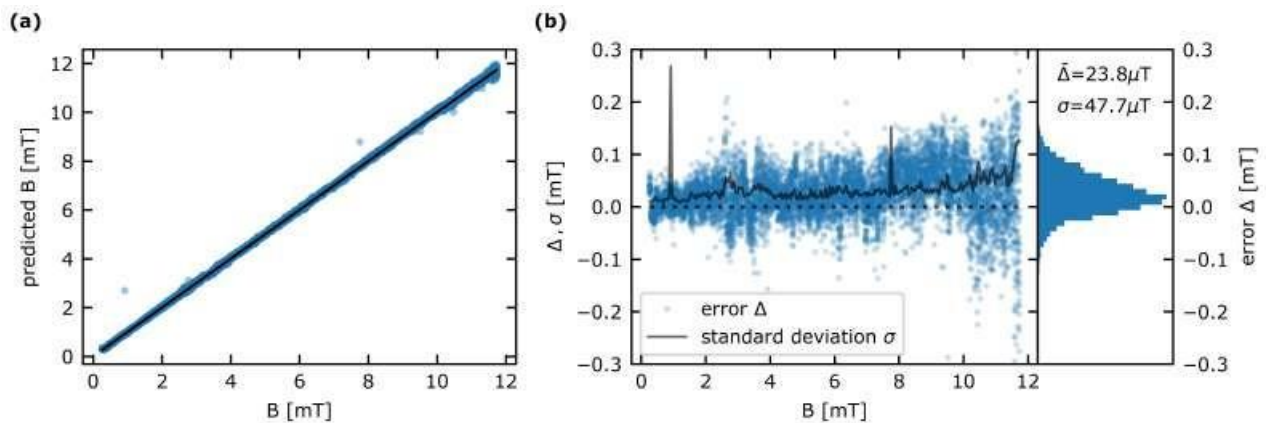 (a)
12
10
8
6
4
2
0
predicted B [mT]
0 2 4 6 8 10 12
B [mT]
(b)
0.3
0.2
0.1
0.0
−0.1
−0.2
−0.3
Δ, σ [mT]
error Δ
standard deviation σ
0 2 4 6 8 10 12
B [mT]
Δ̄=23.8μT
σ=47.7μT
0.3
0.2
0.1
0.0
−0.1
−0.2
−0.3
error Δ [mT]